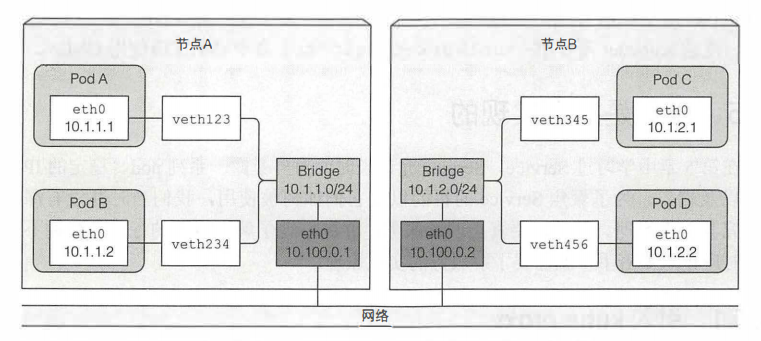 节点A
Pod A
eth0
10.1.1.1
veth123
Bridge
10.1.1.0/24
Pod B
eth0
10.1.1.2
veth234
eth0
10.100.0.1
节点B
Pod C
veth345
eth0
10.1.2.1
Bridge
10.1.2.0/24
Pod D
eth0
10.100.0.2
veth456
eth0
10.1.2.2
网络